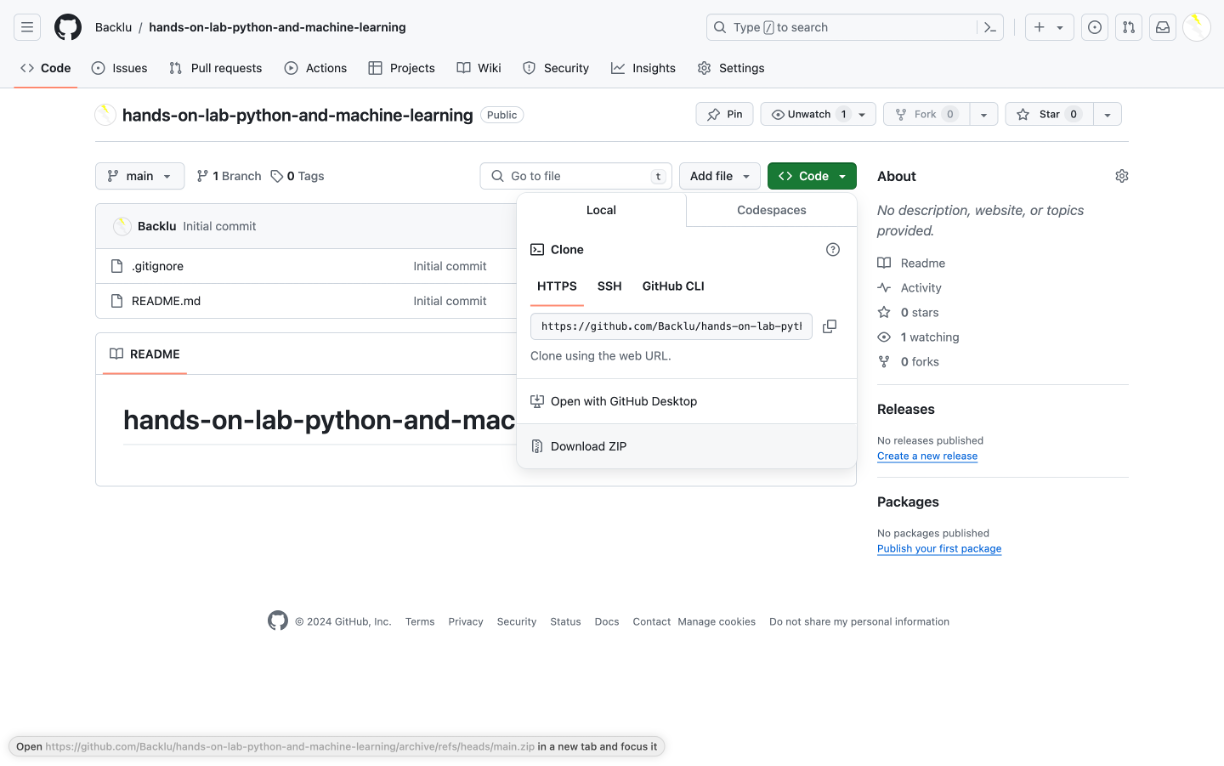 Backlu / hands-on-lab-python-and-machine-learning
Type / to search
Code Issues Pull requests Actions Projects Wiki Security Insights Settings
hands-on-lab-python-and-machine-learning Public
Pin Unwatch 1 Fork 0 Star 0
main 1 Branch 0 Tags
Go to file t Add file Code
Backlu Initial commit
.gitignore Initial commit
README.md Initial commit
README
hands-on-lab-python-and-mac
Local Codespaces
Clone
HTTPS SSH GitHub CLI
https://github.com/Backlu/hands-on-lab-pyth
Clone using the web URL.
Open with GitHub Desktop
Download ZIP
About
No description, website, or topics
provided.
Readme
Activity
0 stars
1 watching
0 forks
Releases
No releases published
Create a new release
Packages
No packages published
Publish your first package
© 2024 GitHub, Inc. Terms Privacy Security Status Docs Contact Manage cookies Do not share my personal information
Open https://github.com/Backlu/hands-on-lab-python-and-machine-learning/archive/refs/heads/main.zip in a new tab and focus it